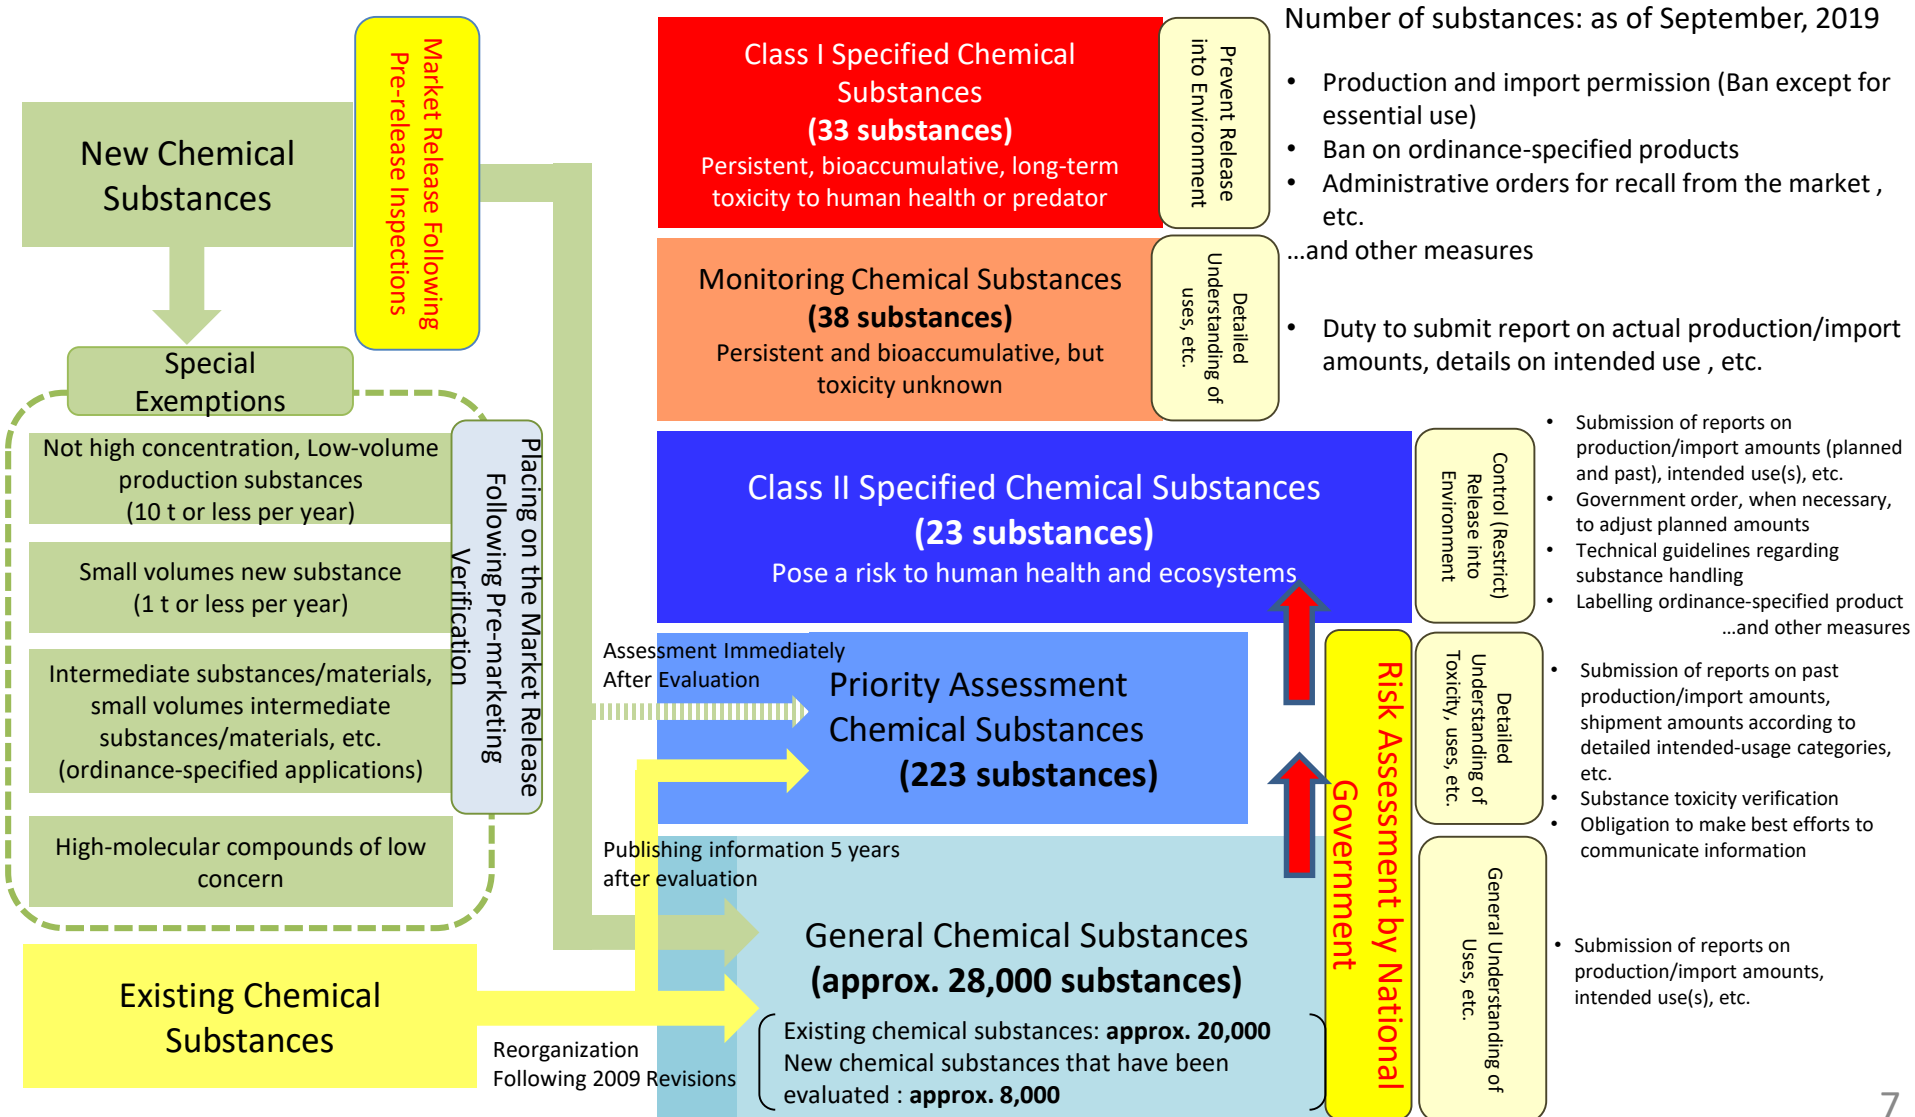 Number of substances: as of September, 2019
New Chemical
Substances
Market Release Following
Pre-release Inspections
Special
Exemptions
Not high concentration, Low-volume
production substances
(10 t or less per year)
Small volumes new substance
(1 t or less per year)
Intermediate substances/materials,
small volumes intermediate
substances/materials, etc.
(ordinance-specified applications)
High-molecular compounds of low
concern
Placing on the Market Release
Following Pre-marketing
Verification
Existing Chemical
Substances
Reorganization
Following 2009 Revisions
Class I Specified Chemical
Substances
(33 substances)
Persistent, bioaccumulative, long-term
toxicity to human health or predator
Prevent Release
into Environment
• Production and import permission (Ban except for
essential use)
• Ban on ordinance-specified products
• Administrative orders for recall from the market ,
etc.
...and other measures
Monitoring Chemical Substances
(38 substances)
Persistent and bioaccumulative, but
toxicity unknown
Detailed
Understanding of
uses, etc.
• Duty to submit report on actual production/import
amounts, details on intended use , etc.
Class II Specified Chemical Substances
(23 substances)
Pose a risk to human health and ecosystems
Control (Restrict)
Release into
Environment
• Submission of reports on
production/import amounts (planned
and past), intended use(s), etc.
• Government order, when necessary,
to adjust planned amounts
• Technical guidelines regarding
substance handling
• Labelling ordinance-specified product
...and other measures
Assessment Immediately
After Evaluation
Priority Assessment
Chemical Substances
(223 substances)
Risk Assessment by National
Government
Detailed
Understanding of
Toxicity, uses, etc.
• Submission of reports on past
production/import amounts,
shipment amounts according to
detailed intended-usage categories,
etc.
• Substance toxicity verification
• Obligation to make best efforts to
communicate information
Publishing information 5 years
after evaluation
General Chemical Substances
(approx. 28,000 substances)
Existing chemical substances: approx. 20,000
New chemical substances that have been
evaluated : approx. 8,000
General Understanding of
Uses, etc.
• Submission of reports on
production/import amounts,
intended use(s), etc.
7